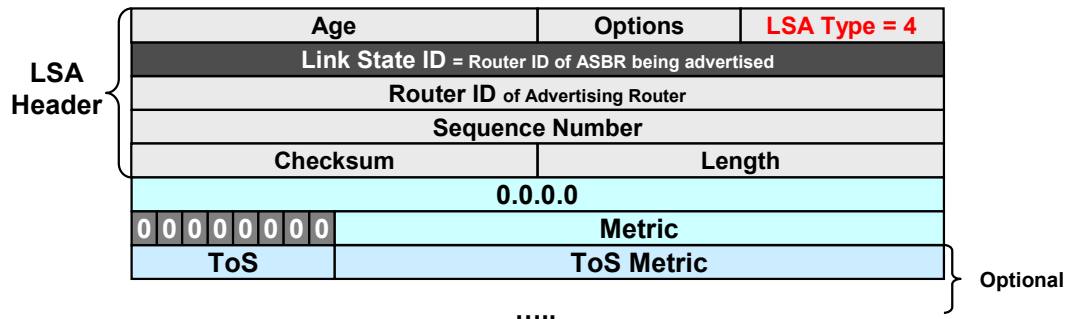 Age Options LSA Type = 4
Link State ID = Router ID of ASBR being advertised
LSA
Header
Router ID of Advertising Router
Sequence Number
Checksum Length
0.0.0.0
0 0 0 0 0 0 0 0 Metric
ToS ToS Metric
Optional
.....